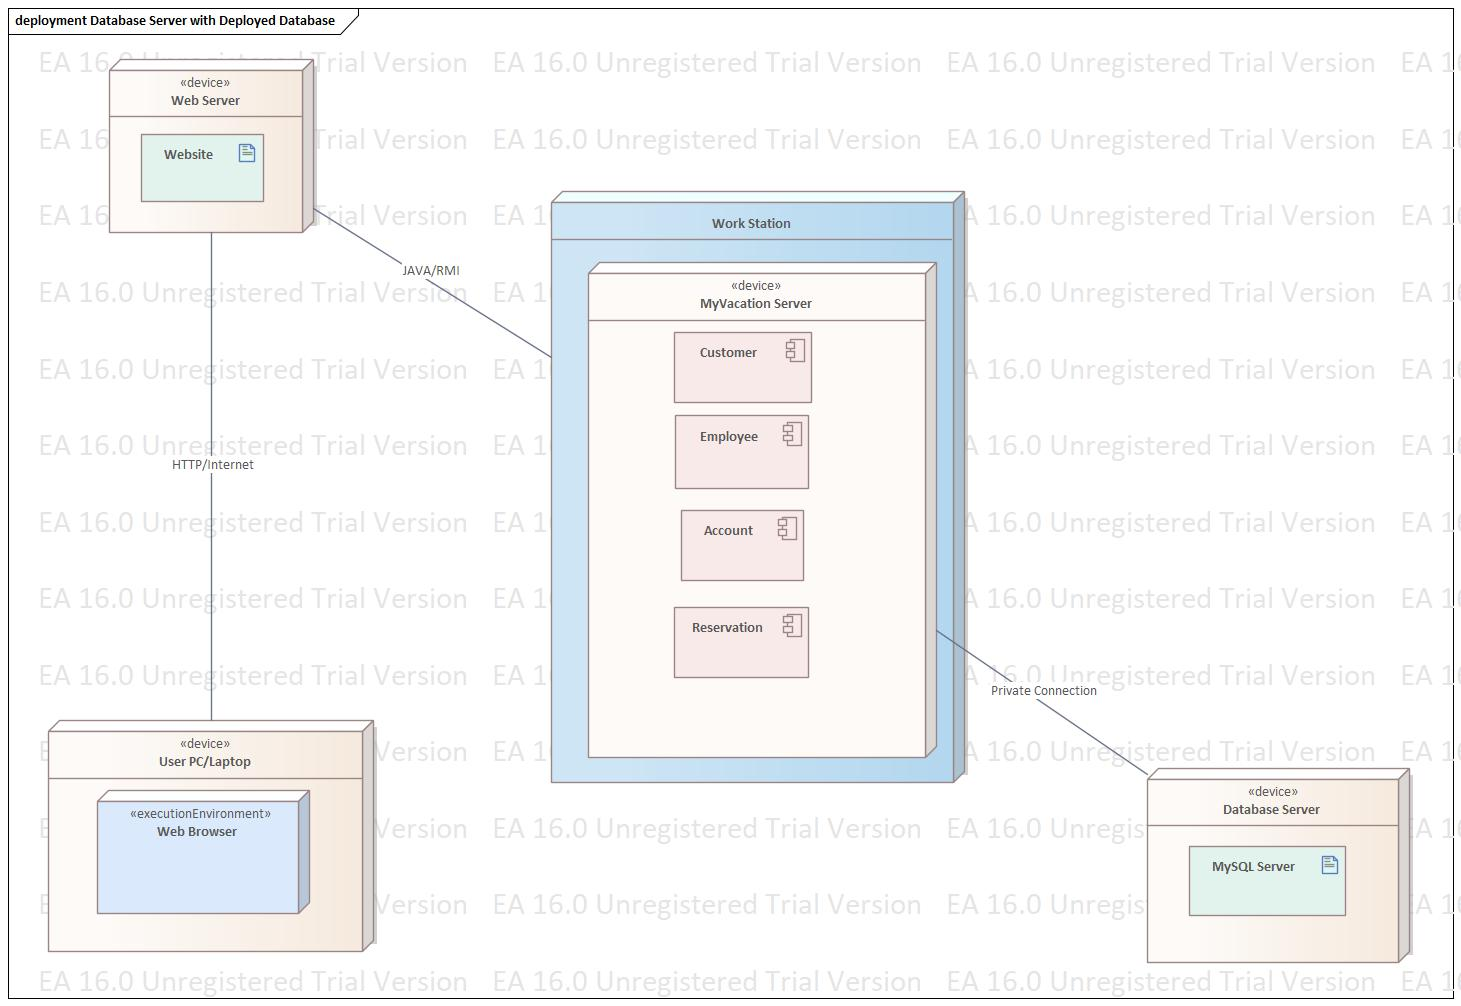 deployment Database Server with Deployed Database
EA 16.0 Unregistered Trial Version
«device»
Web Server
Website
JAVA/RMI
HTTP/Internet
Work Station
«device»
MyVacation Server
Customer
Employee
Account
Reservation
Private Connection
«device»
User PC/Laptop
«executionEnvironment»
Web Browser
«device»
Database Server
MySQL Server